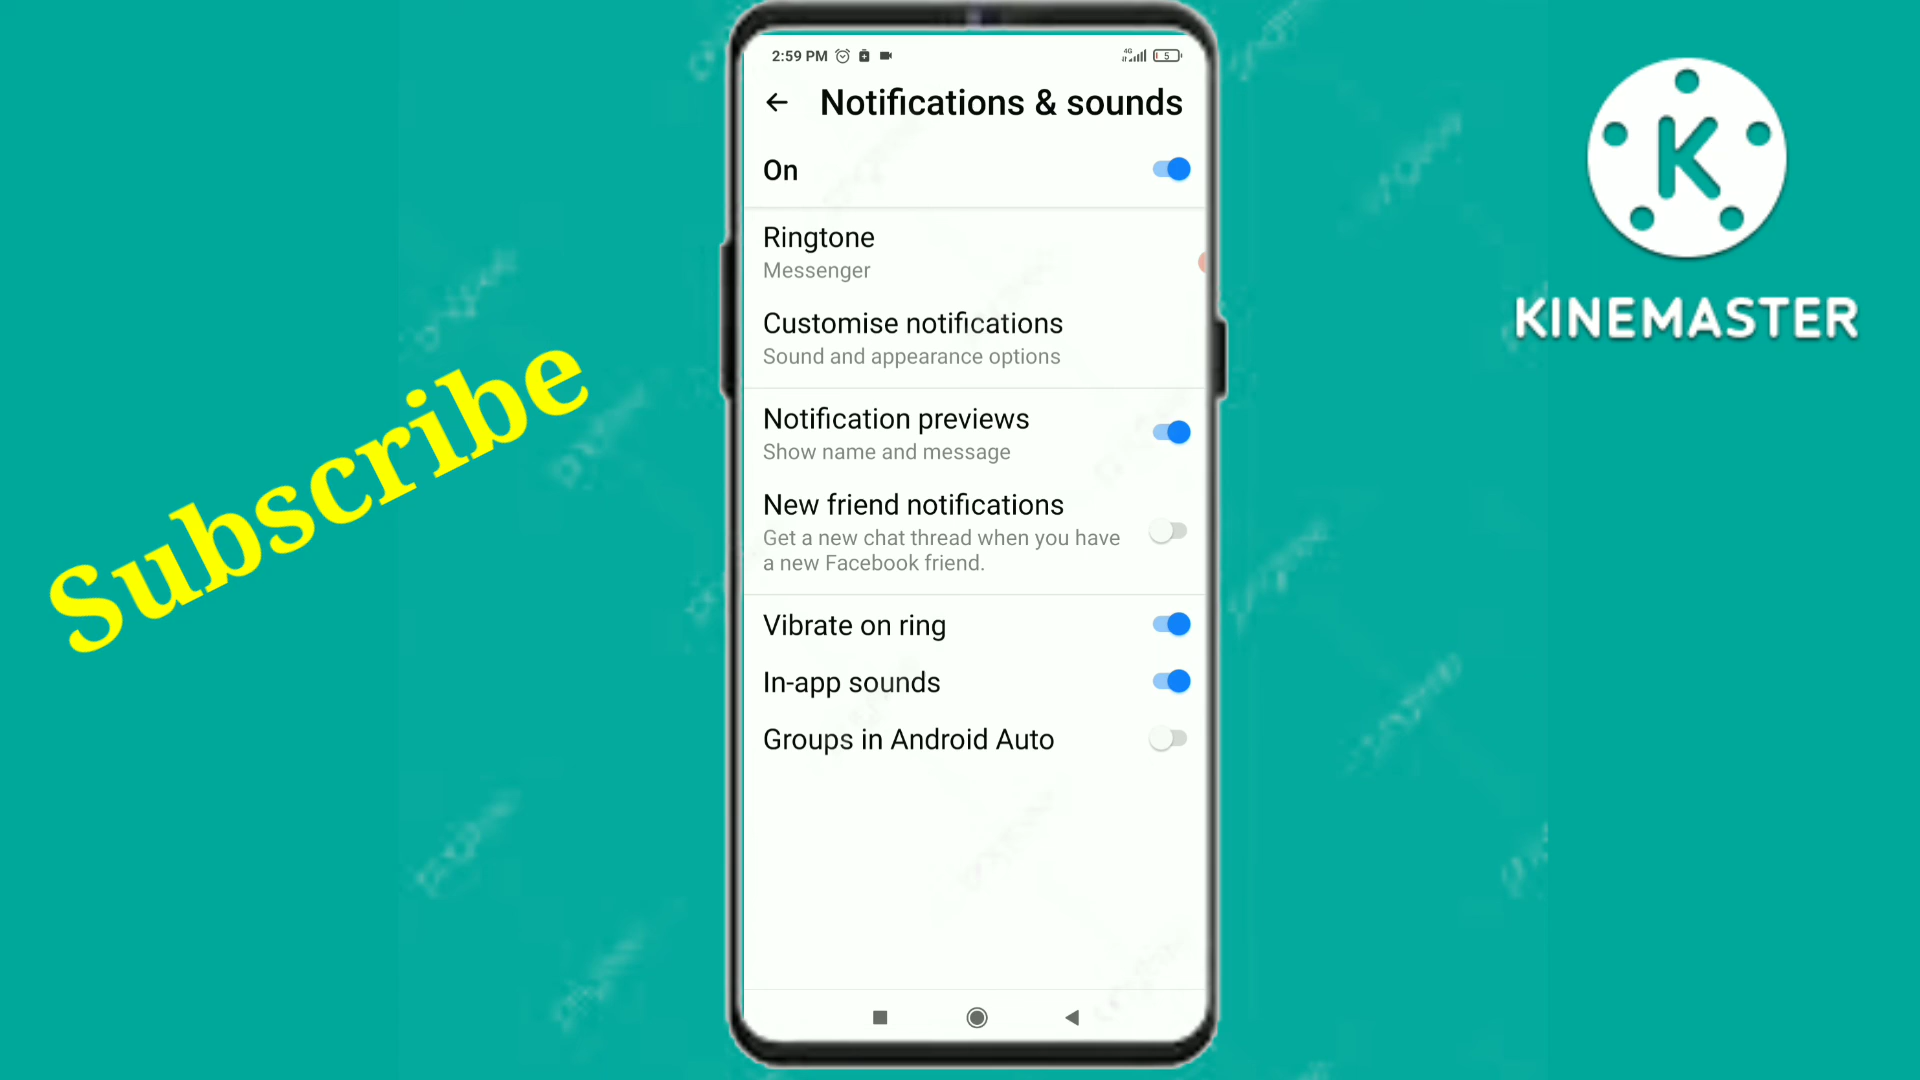 2:59 PM
4G
5
Notifications & sounds
On
Ringtone
Messenger
Customise notifications
Sound and appearance options
Notification previews
Show name and message
New friend notifications
Get a new chat thread when you have
a new Facebook friend.
Vibrate on ring
In-app sounds
Groups in Android Auto
Subscribe
K
KINEMASTER